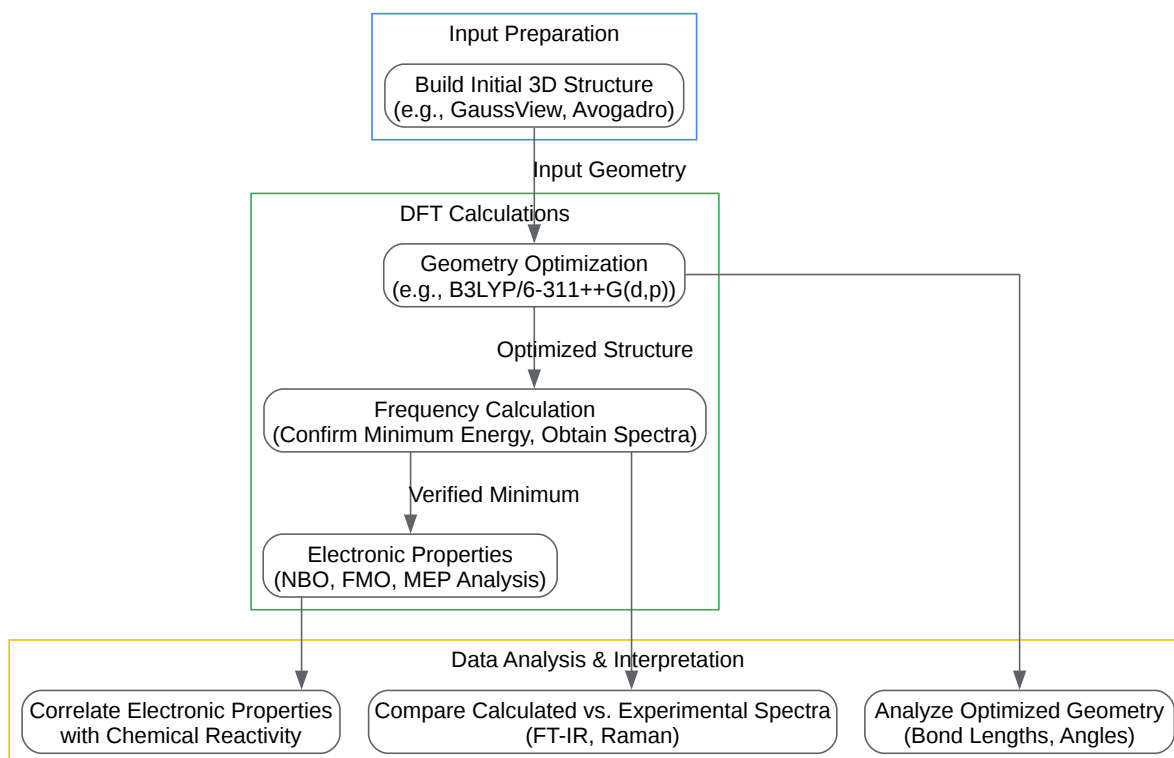 Input Preparation
Build Initial 3D Structure
(e.g., GaussView, Avogadro)
Input Geometry
DFT Calculations
Geometry Optimization
(e.g., B3LYP/6-311++G(d,p))
Optimized Structure
Frequency Calculation
(Confirm Minimum Energy, Obtain Spectra)
Verified Minimum
Electronic Properties
(NBO, FMO, MEP Analysis)
Data Analysis & Interpretation
Correlate Electronic Properties
with Chemical Reactivity
Compare Calculated vs. Experimental Spectra
(FT-IR, Raman)
Analyze Optimized Geometry
(Bond Lengths, Angles)